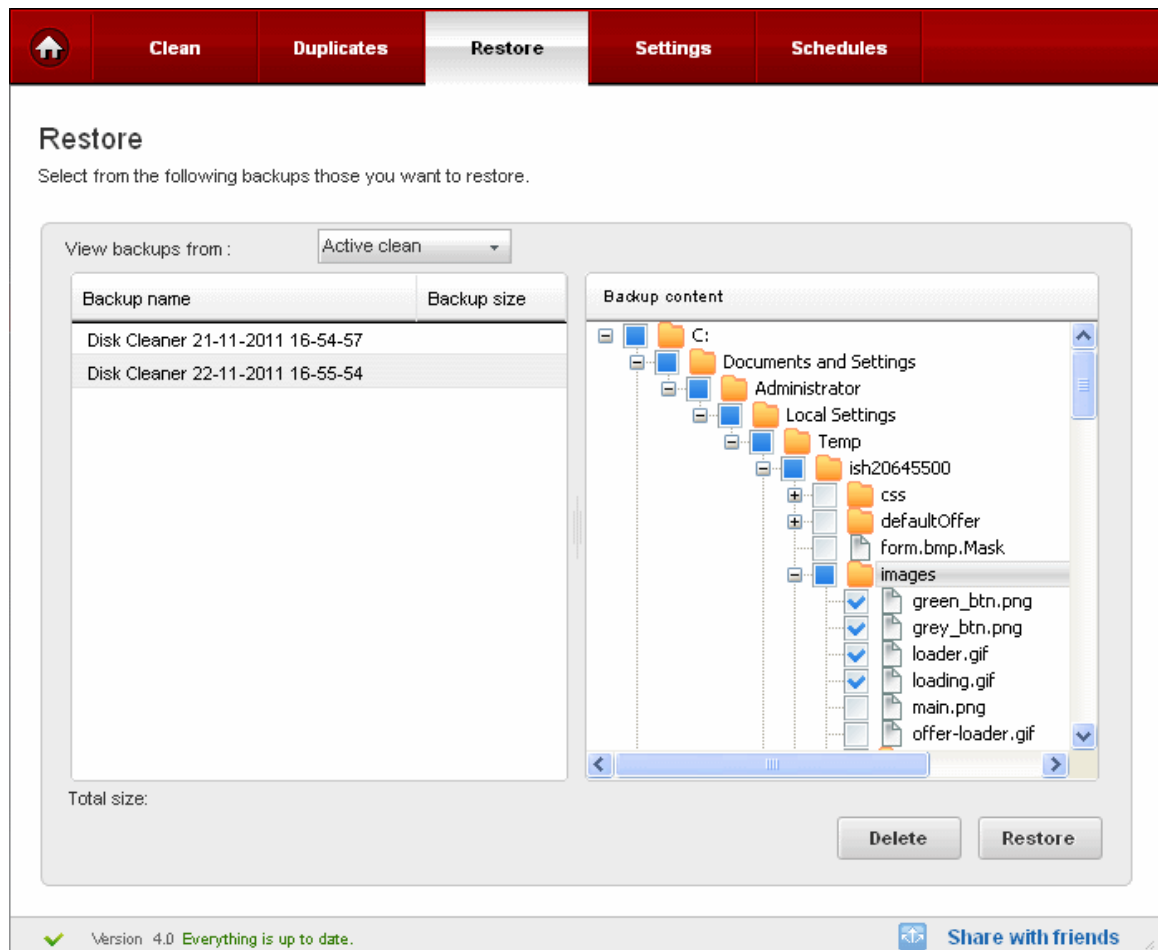 Clean Duplicates Restore Settings Schedules
Restore
Select from the following backups those you want to restore.
View backups from : Active clean
Backup name Backup size
Disk Cleaner 21-11-2011 16-54-57
Disk Cleaner 22-11-2011 16-55-54
Backup content
C:
Documents and Settings
Administrator
Local Settings
Temp
ish20645500
css
defaultOffer
form.bmp.Mask
images
green_btn.png
grey_btn.png
loader.gif
loading.gif
main.png
offer-loader.gif
Total size:
Delete Restore
Version 4.0 Everything is up to date.
Share with friends